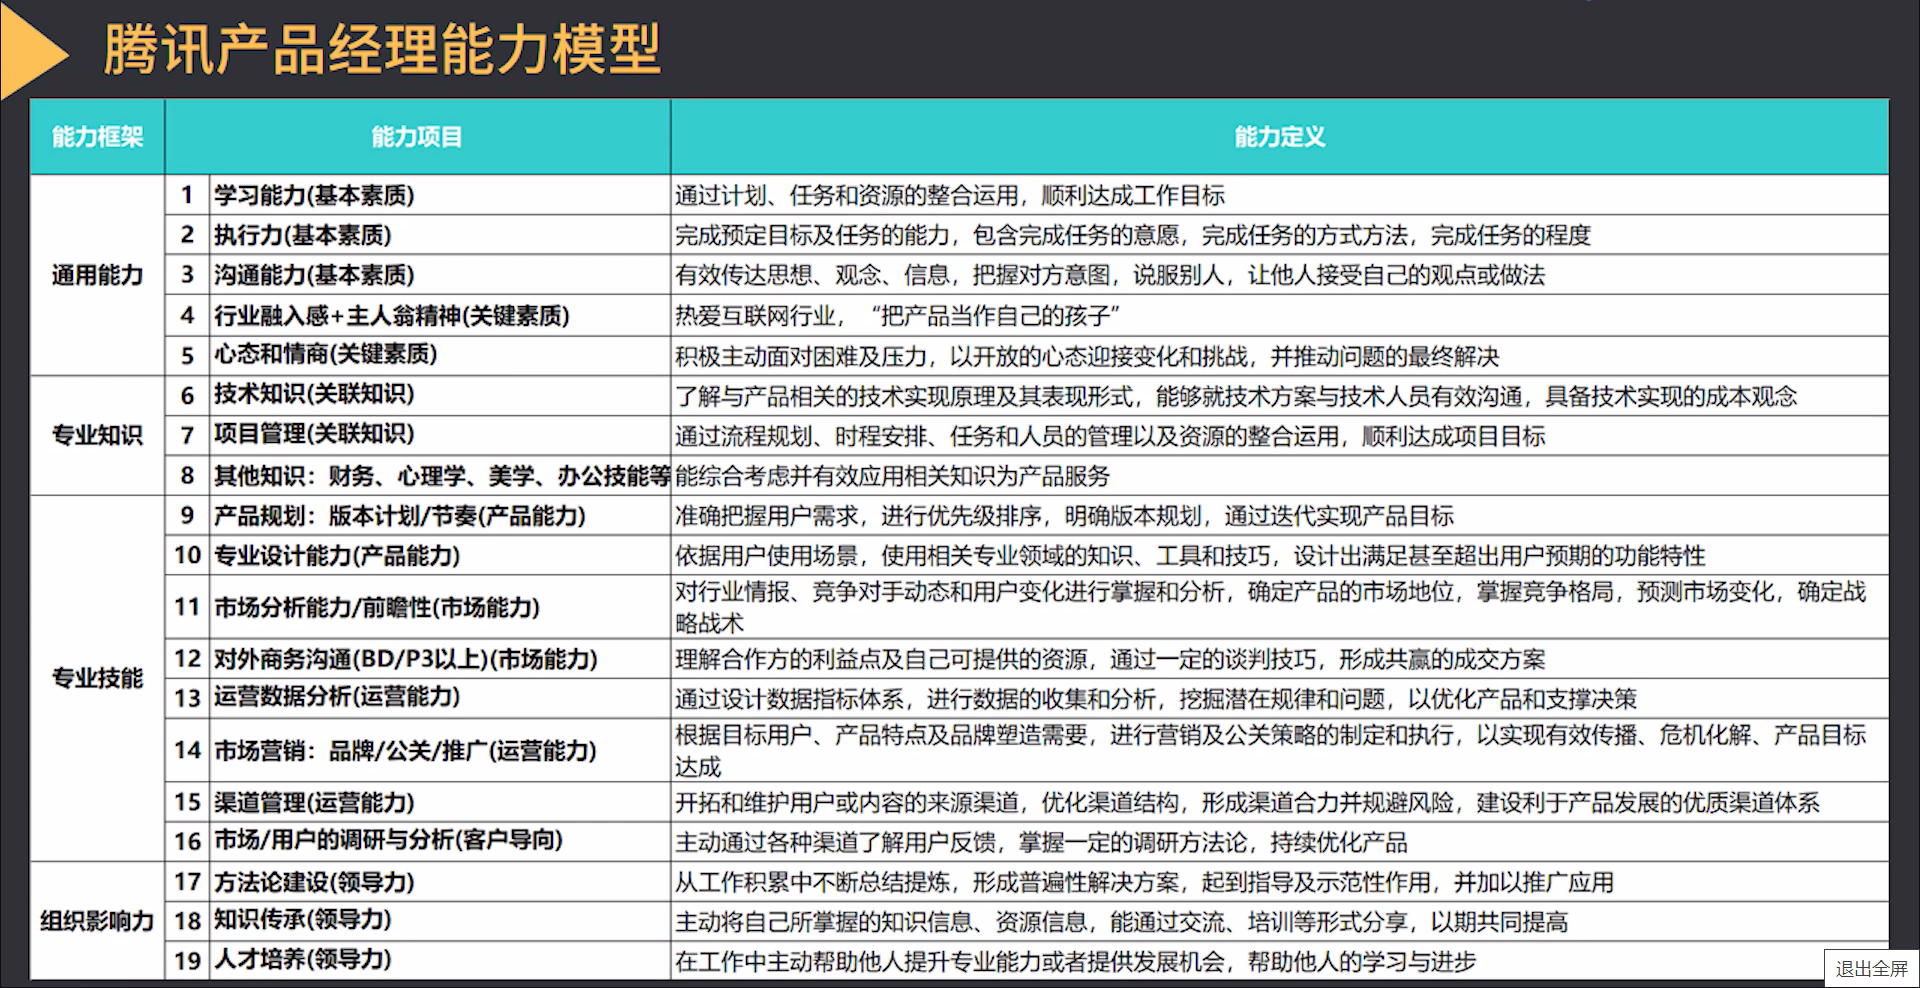 腾讯产品经理能力模型
能力框架 能力项目 能力定义
通用能力
1 学习能力(基本素质) 通过计划、任务和资源的整合运用，顺利达成工作目标
2 执行力(基本素质) 完成预定目标及任务的能力，包含完成任务的意愿，完成任务的方式方法，完成任务的程度
3 沟通能力(基本素质) 有效传达思想、观念、信息，把握对方意图，说服别人，让他人接受自己的观点或做法
4 行业融入感+主人翁精神(关键素质) 热爱互联网行业，“把产品当作自己的孩子”
5 心态和情商(关键素质) 积极主动面对困难及压力，以开放的心态迎接变化和挑战，并推动问题的最终解决
专业知识
6 技术知识(关联知识) 了解与产品相关的技术实现原理及其表现形式，能够就技术方案与技术人员有效沟通，具备技术实现的成本观念
7 项目管理(关联知识) 通过流程规划、时程安排、任务和人员的管理以及资源的整合运用，顺利达成项目目标
8 其他知识：财务、心理学、美学、办公技能等 能综合考虑并有效应用相关知识为产品服务
专业技能
9 产品规划：版本计划/节奏(产品能力) 准确把握用户需求，进行优先级排序，明确版本规划，通过迭代实现产品目标
10 专业设计能力(产品能力) 依据用户使用场景，使用相关专业领域的知识、工具和技巧，设计出满足甚至超出用户预期的功能特性
11 市场分析能力/前瞻性(市场能力) 对行业情报、竞争对手动态和用户变化进行掌握和分析，确定产品的市场地位，掌握竞争格局，预测市场变化，确定战
略战术
12 对外商务沟通(BD/P3以上)(市场能力) 理解合作方的利益点及自己可提供的资源，通过一定的谈判技巧，形成共赢的成交方案
13 运营数据分析(运营能力) 通过设计数据指标体系，进行数据的收集和分析，挖掘潜在规律和问题，以优化产品和支撑决策
14 市场营销：品牌/公关/推广(运营能力) 根据目标用户、产品特点及品牌塑造需要，进行营销及公关策略的制定和执行，以实现有效传播、危机化解、产品目标
达成
15 渠道管理(运营能力) 开拓和维护用户或内容的来源渠道，优化渠道结构，形成渠道合力并规避风险，建设利于产品发展的优质渠道体系
16 市场/用户的调研与分析(客户导向) 主动通过各种渠道了解用户反馈，掌握一定的调研方法论，持续优化产品
组织影响力
17 方法论建设(领导力) 从工作积累中不断总结提炼，形成普遍性解决方案，起到指导及示范性作用，并加以推广应用
18 知识传承(领导力) 主动将自己所掌握的知识信息、资源信息，能通过交流、培训等形式分享，以期共同提高
19 人才培养(领导力) 在工作中主动帮助他人提升专业能力或者提供发展机会，帮助他人的学习与进步
退出全屏